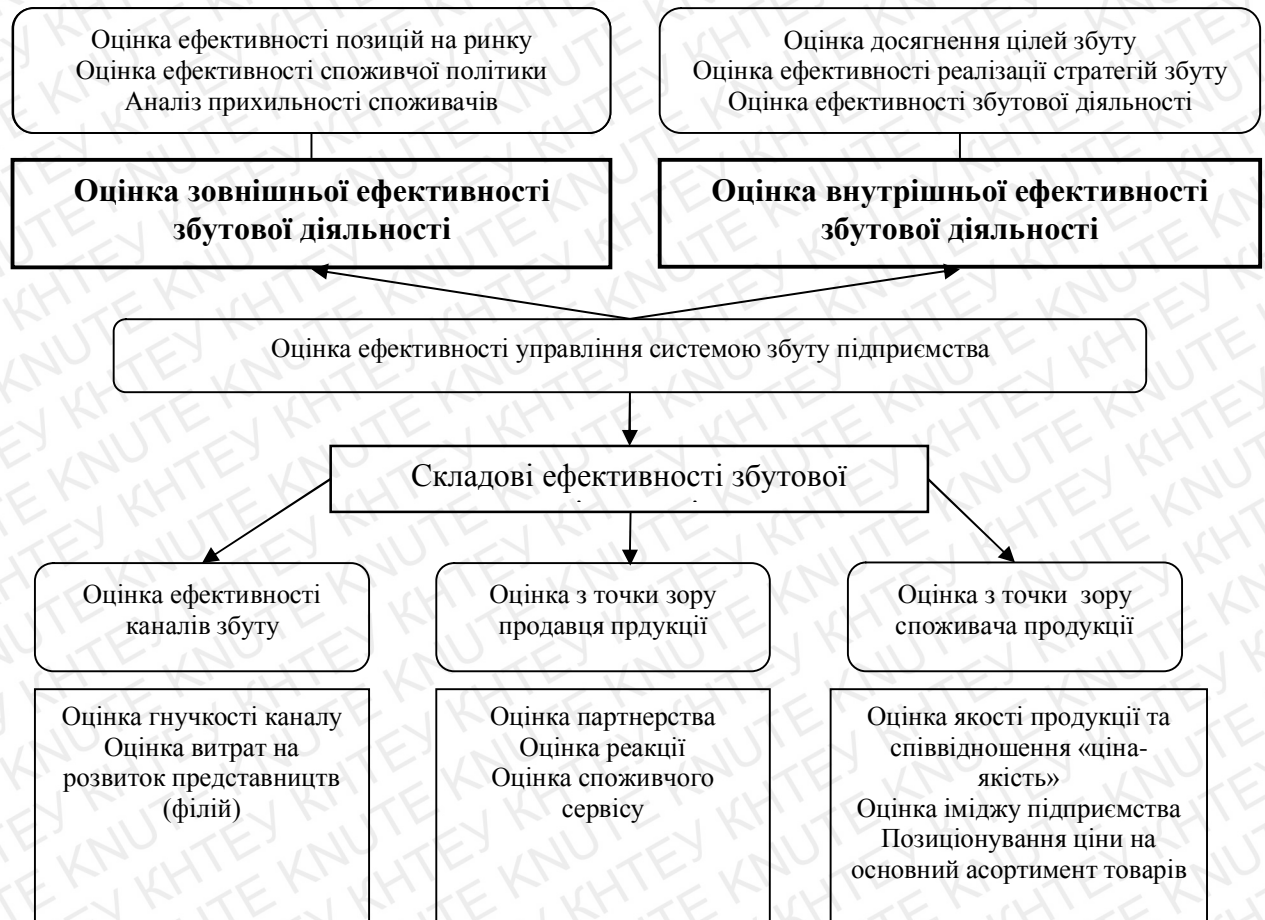 Оцінка ефективності позицій на ринку
Оцінка ефективності споживчої політики
Аналіз прихильності споживачів
Оцінка досягнення цілей збуту
Оцінка ефективності реалізації стратегій збуту
Оцінка ефективності збутової діяльності
Оцінка зовнішньої ефективності
збутової діяльності
Оцінка внутрішньої ефективності
збутової діяльності
Оцінка ефективності управління системою збуту підприємства
Складові ефективності збутової
Оцінка ефективності
каналів збуту
Оцінка з точки зору
продавця прдукції
Оцінка з точки зору
споживача продукції
Оцінка гнучкості каналу
Оцінка витрат на
розвиток представництв
(філій)
Оцінка партнерства
Оцінка реакції
Оцінка споживчого
сервісу
Оцінка якості продукції та
співвідношення «ціна-
якість»
Оцінка іміджу підприємства
Позиціонування ціни на
основний асортимент товарів